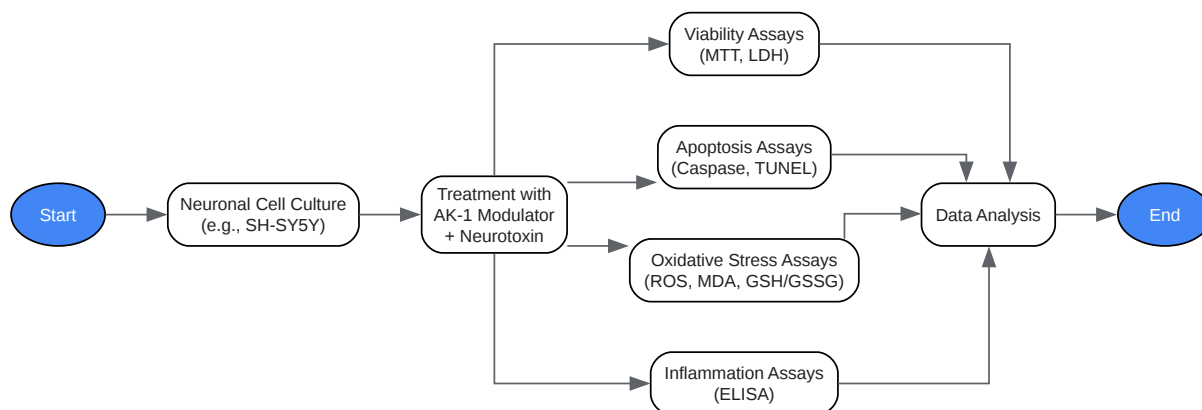 Start
Neuronal Cell Culture
(e.g., SH-SY5Y)
Treatment with
AK-1 Modulator
+ Neurotoxin
Viability Assays
(MTT, LDH)
Apoptosis Assays
(Caspase, TUNEL)
Oxidative Stress Assays
(ROS, MDA, GSH/GSSG)
Inflammation Assays
(ELISA)
Data Analysis
End